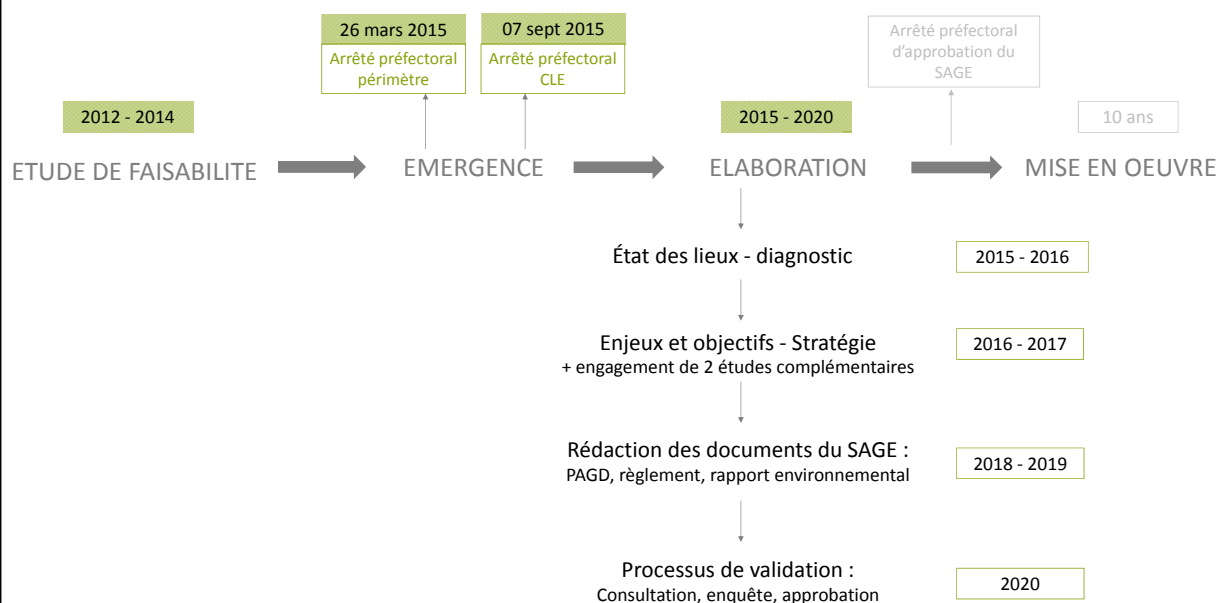 26 mars 2015
Arrêté préfectoral
périmètre
07 sept 2015
Arrêté préfectoral
CLE
Arrêté préfectoral
d'approbation du
SAGE
2012 - 2014
2015 - 2020
10 ans
ETUDE DE FAISABILITE
EMERGENCE
ELABORATION
MISE EN OEUVRE
État des lieux - diagnostic
2015 - 2016
Enjeux et objectifs - Stratégie
+ engagement de 2 études complémentaires
2016 - 2017
Rédaction des documents du SAGE :
PAGD, règlement, rapport environnemental
2018 - 2019
Processus de validation :
Consultation, enquête, approbation
2020